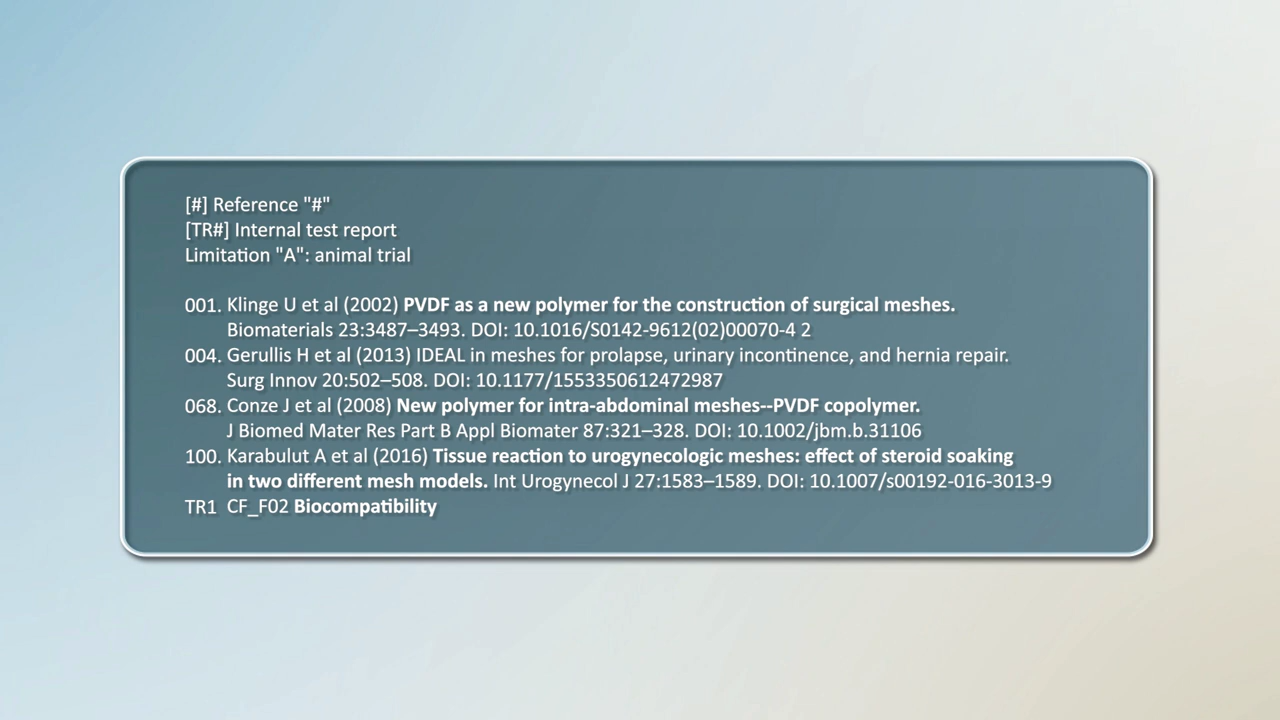 [#] Reference "#"
[TR#] Internal test report
Limitation "A": animal trial
001. Klinge U et al (2002) PVDF as a new polymer for the construction of surgical meshes.
Biomaterials 23:3487–3493. DOI: 10.1016/S0142-9612(02)00070-4 2
004. Gerullis H et al (2013) IDEAL in meshes for prolapse, urinary incontinence, and hernia repair.
Surg Innov 20:502–508. DOI: 10.1177/1553350612472987
068. Conze J et al (2008) New polymer for intra-abdominal meshes--PVDF copolymer.
J Biomed Mater Res Part B Appl Biomater 87:321–328. DOI: 10.1002/jbm.b.31106
100. Karabulut A et al (2016) Tissue reaction to urogynecologic meshes: effect of steroid soaking
in two different mesh models. Int Urogynecol J 27:1583–1589. DOI: 10.1007/s00192-016-3013-9
TR1 CF_F02 Biocompatibility